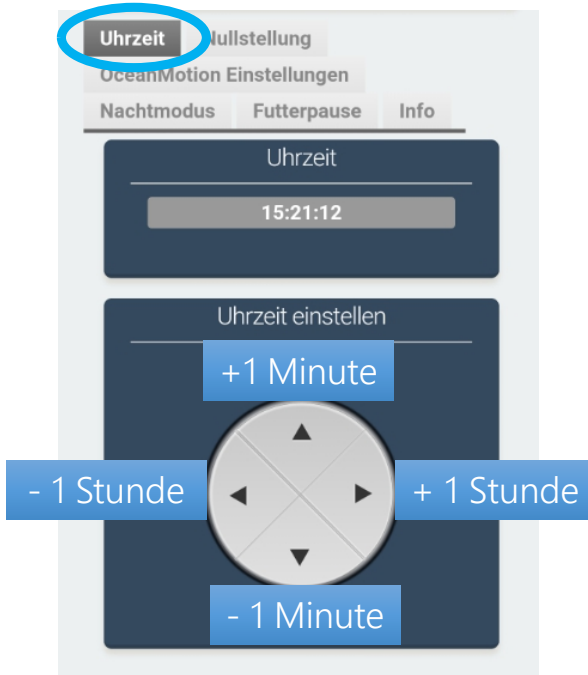 Uhrzeit Nullstellung
OceanMotion Einstellungen
Nachtmodus Futterpause Info
Uhrzeit
15:21:12
Uhrzeit einstellen
+1 Minute
- 1 Stunde + 1 Stunde
- 1 Minute